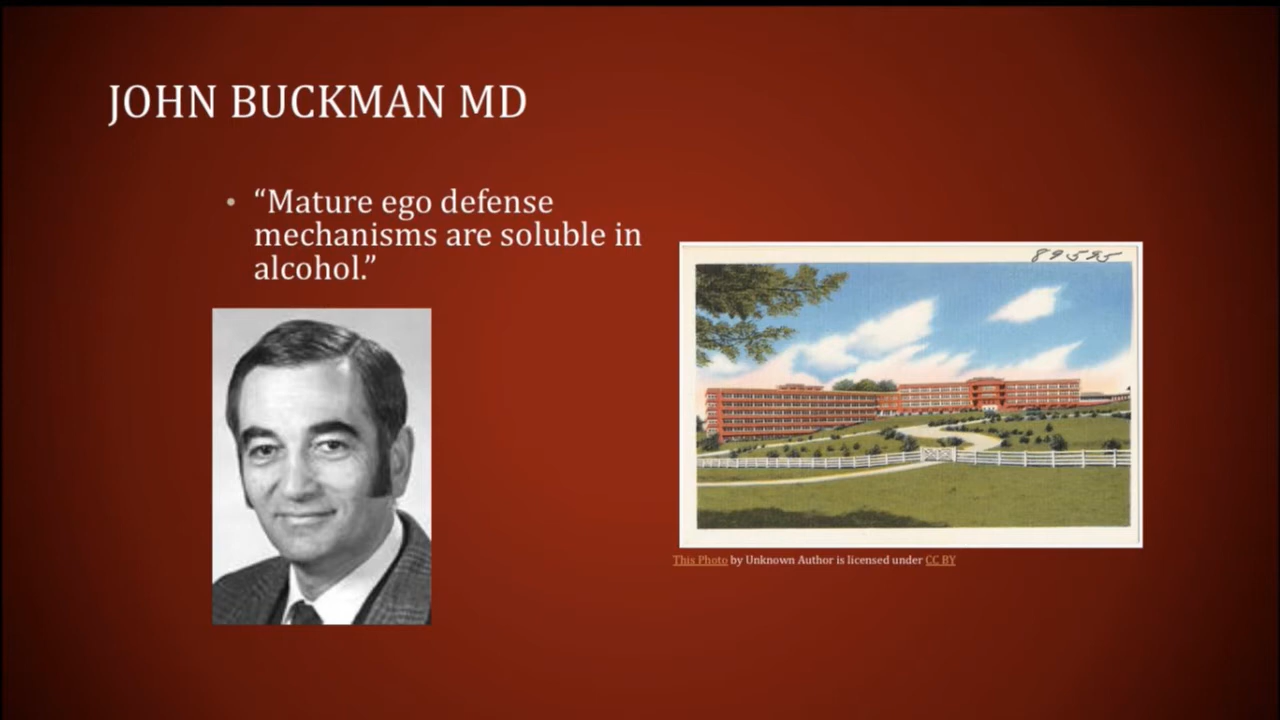 JOHN BUCKMAN MD
• “Mature ego defense
mechanisms are soluble in
alcohol.”
89595
This Photo by Unknown Author is licensed under CC BY